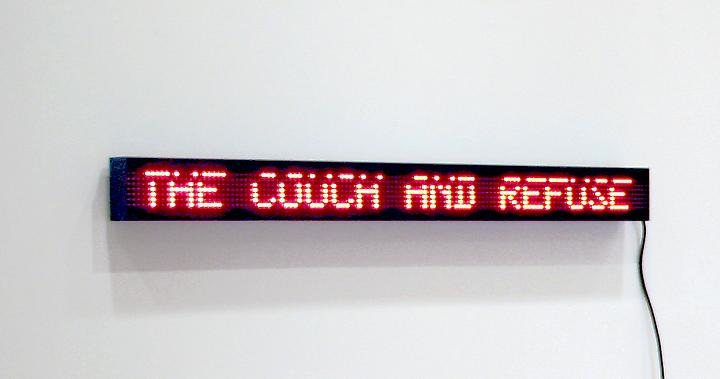 THE COUCH AND REFUSE